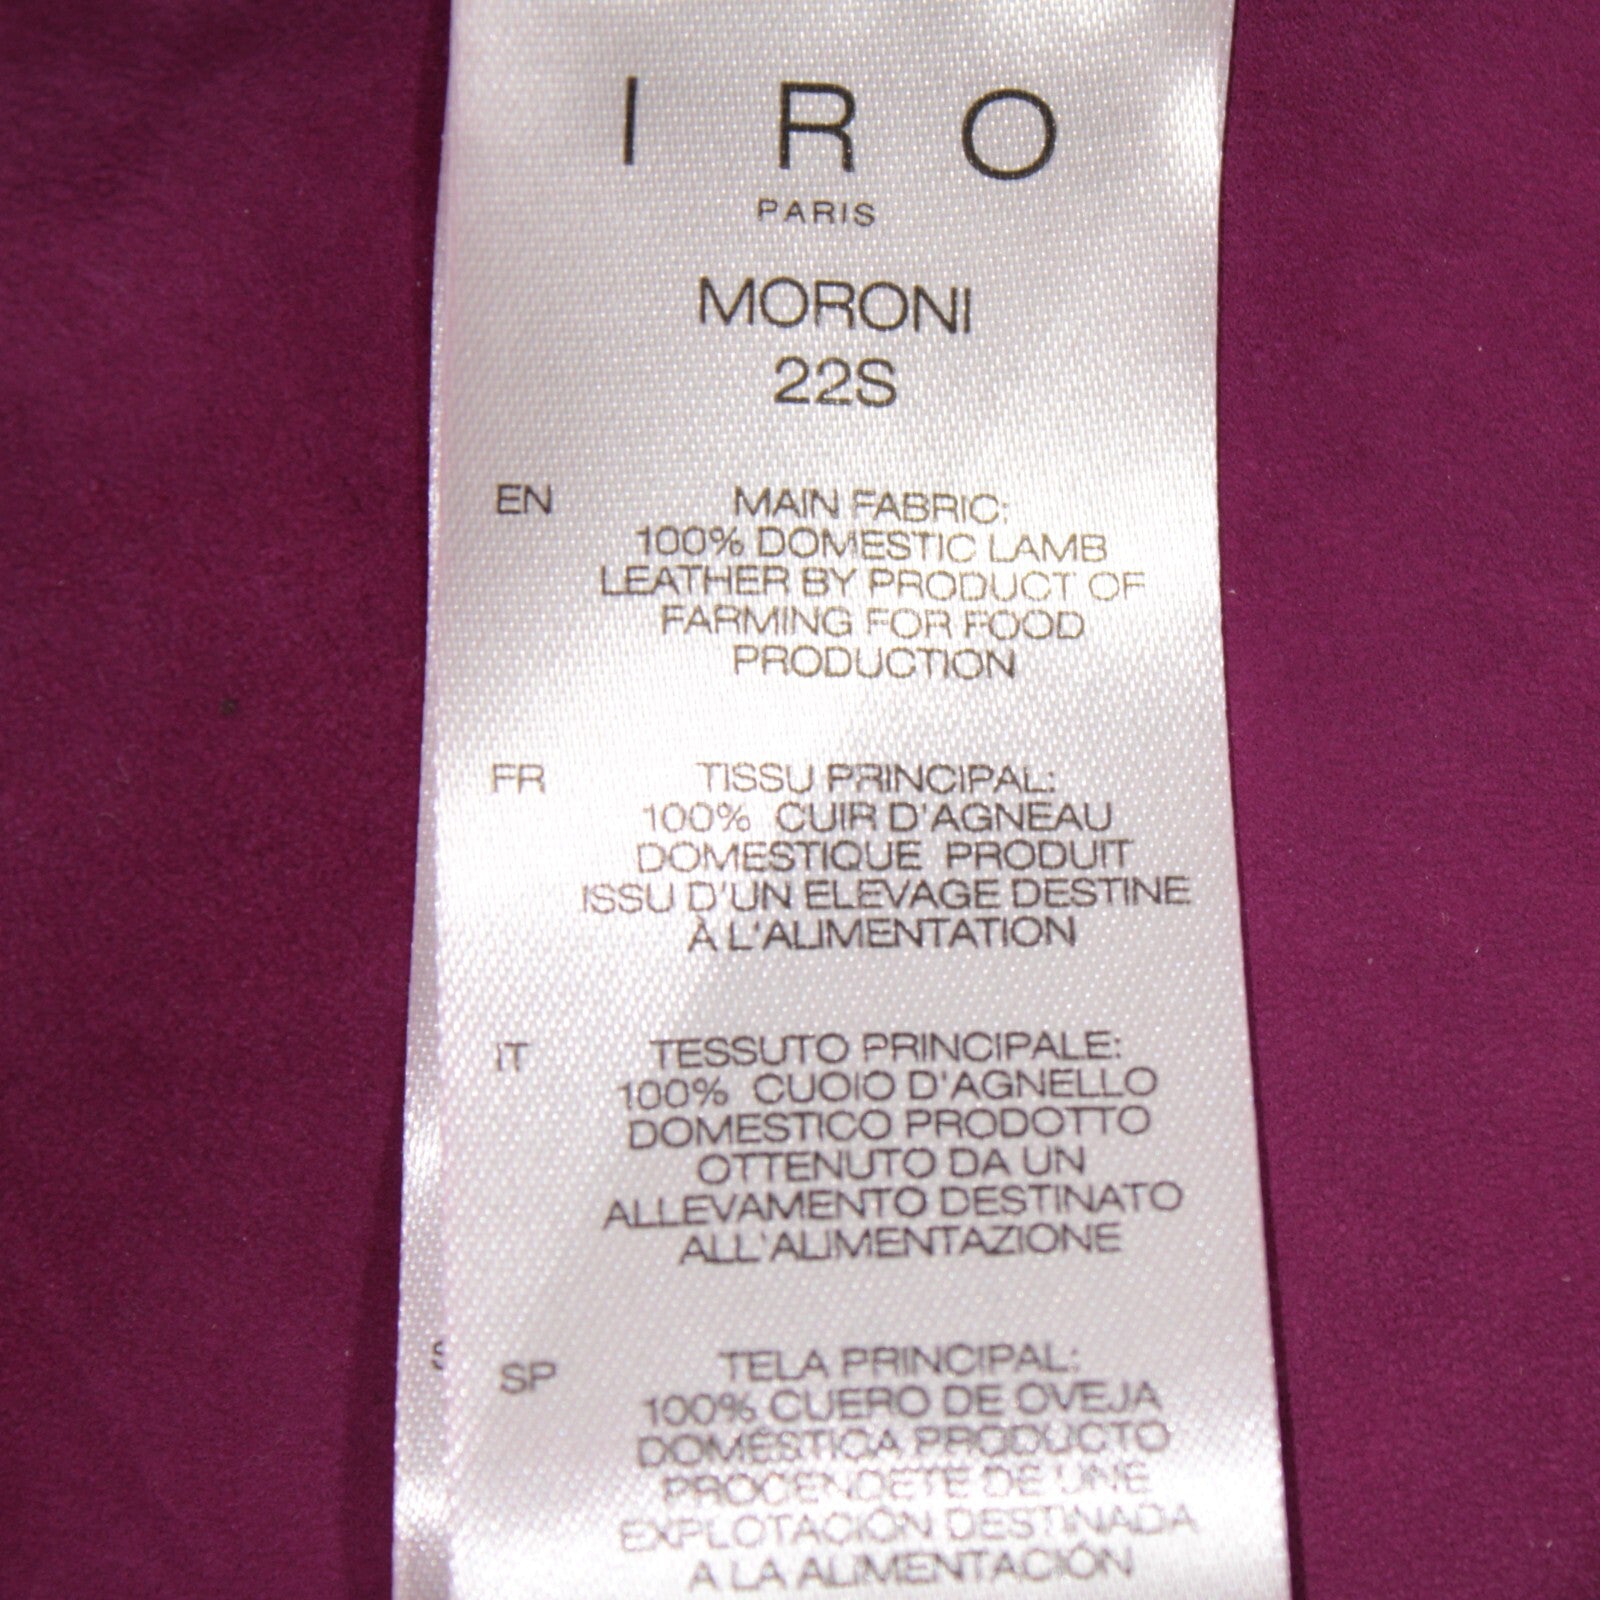 IRO
PARIS
MORONI
22S
EN
MAIN FABRIC:
100% DOMESTIC LAMB
LEATHER BY PRODUCT OF
FARMING FOR FOOD
PRODUCTION
FR
TISSU PRINCIPAL:
100% CUIR D'AGNEAU
DOMESTIQUE PRODUIT
ISSU D'UN ELEVAGE DESTINE
À L'ALIMENTATION
IT
TESSUTO PRINCIPALE:
100% CUOIO D'AGNELLO
DOMESTICO PRODOTTO
OTTENUTO DA UN
ALLEVAMENTO DESTINATO
ALL'ALIMENTAZIONE
SP
TELA PRINCIPAL:
100% CUERO DE OVEJA
DOMÉSTICA PRODUCTO
PROCENDETE DE UNE
EXPLOTACIÓN DESTINADA
A LA ALIMENTACIÓN